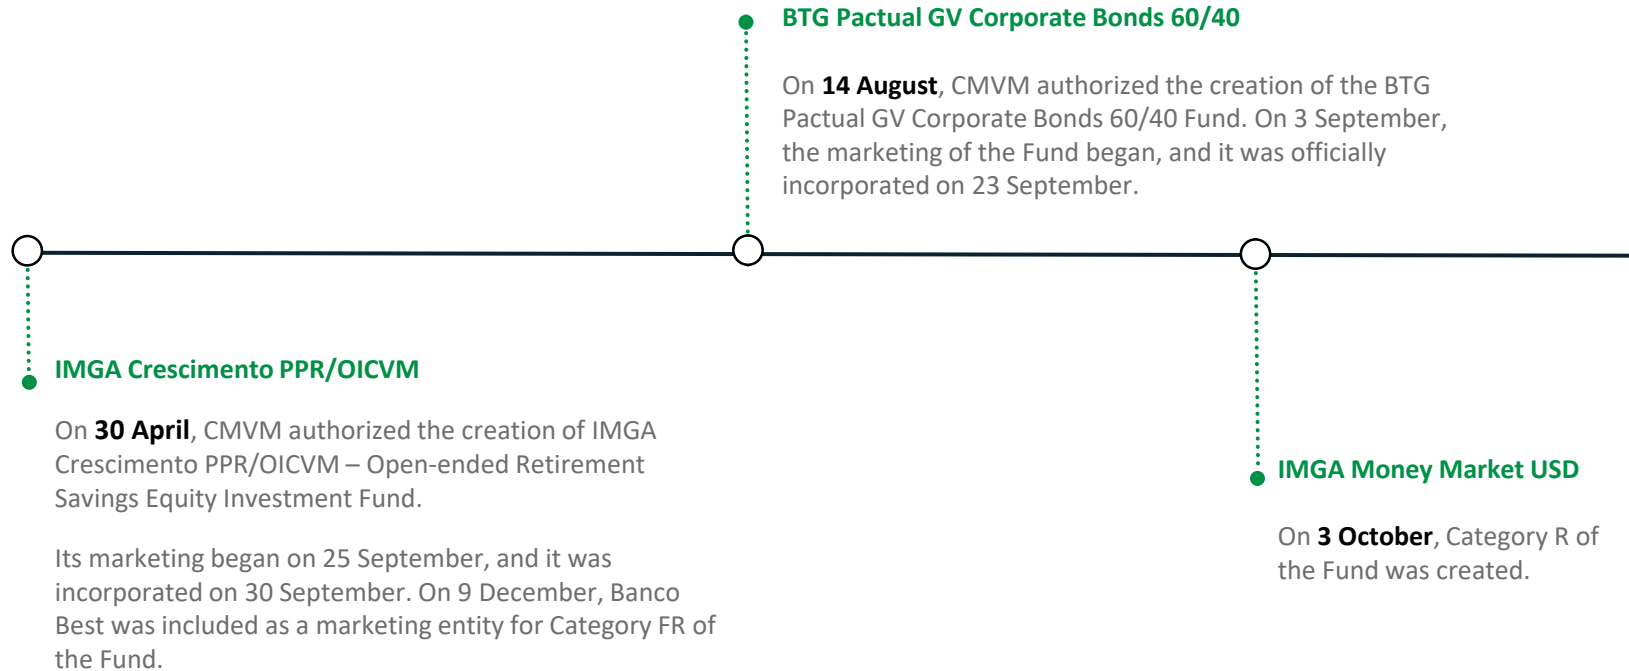 BTG Pactual GV Corporate Bonds 60/40
On 14 August, CMVM authorized the creation of the BTG
Pactual GV Corporate Bonds 60/40 Fund. On 3 September,
the marketing of the Fund began, and it was officially
incorporated on 23 September.
IMGA Crescimento PPR/OICVM
On 30 April, CMVM authorized the creation of IMGA
Crescimento PPR/OICVM – Open-ended Retirement
Savings Equity Investment Fund.
Its marketing began on 25 September, and it was
incorporated on 30 September. On 9 December, Banco
Best was included as a marketing entity for Category FR of
the Fund.
IMGA Money Market USD
On 3 October, Category R of
the Fund was created.